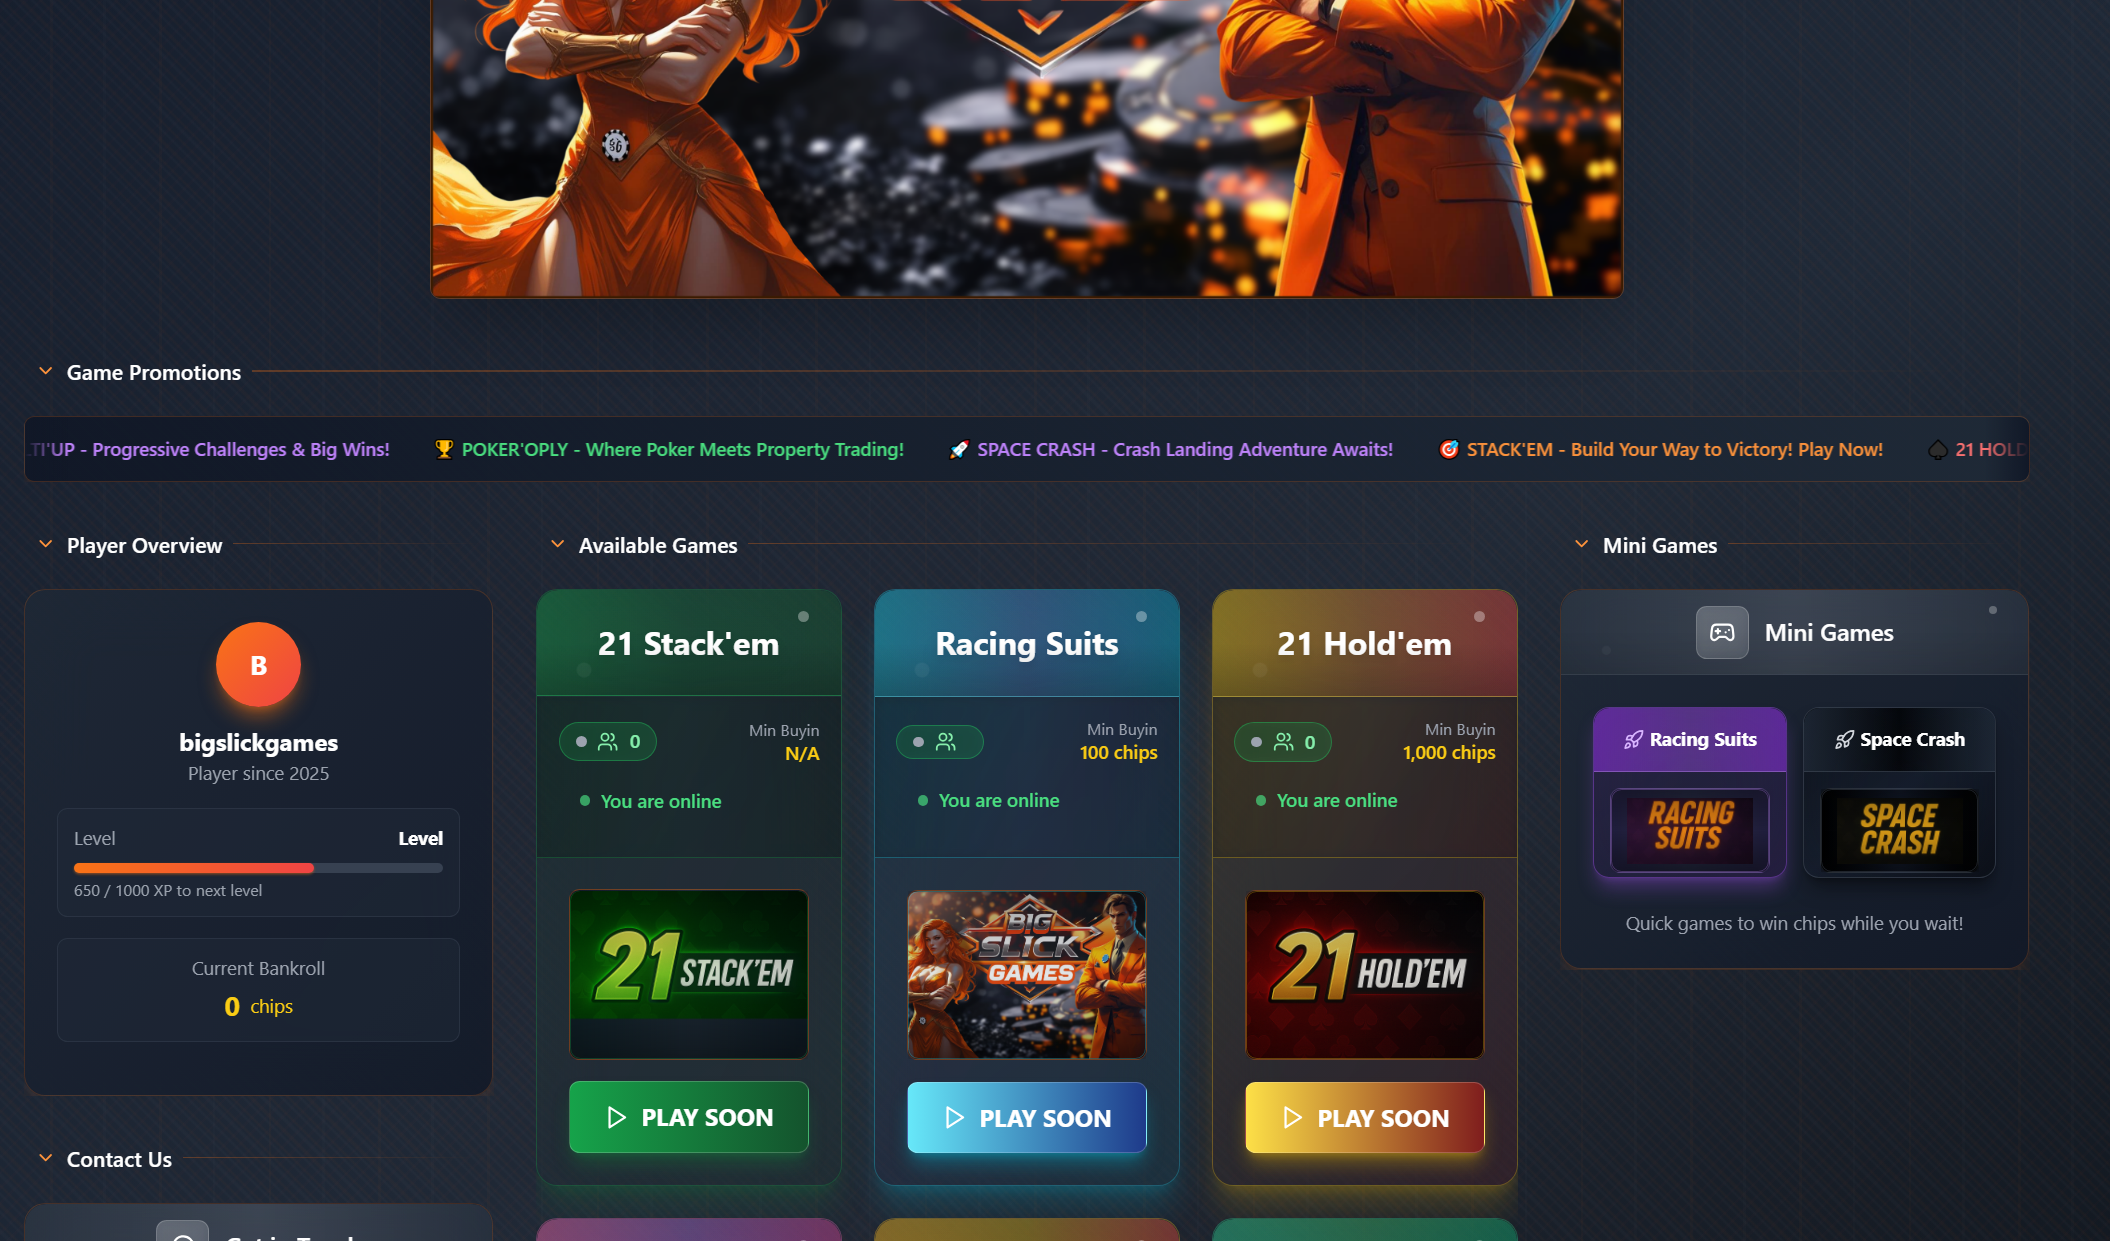 BG
Game Promotions
TI'UP - Progressive Challenges & Big Wins!
🏆 POKER'OPLY - Where Poker Meets Property Trading!
🚀 SPACE CRASH - Crash Landing Adventure Awaits!
🎯 STACK'EM - Build Your Way to Victory! Play Now!
♠ 21 HOLD
Player Overview
B
bigslickgames
Player since 2025
Level Level
650 / 1000 XP to next level
Current Bankroll
0 chips
Contact Us
Available Games
21 Stack'em
0
Min Buyin
N/A
You are online
21 STACK'EM
PLAY SOON
Racing Suits
Min Buyin
100 chips
You are online
BIG
SLICK
GAMES
PLAY SOON
21 Hold'em
0
Min Buyin
1,000 chips
You are online
21 HOLD'EM
PLAY SOON
Mini Games
Mini Games
Racing Suits
RACING
SUITS
Space Crash
SPACE
CRASH
Quick games to win chips while you wait!